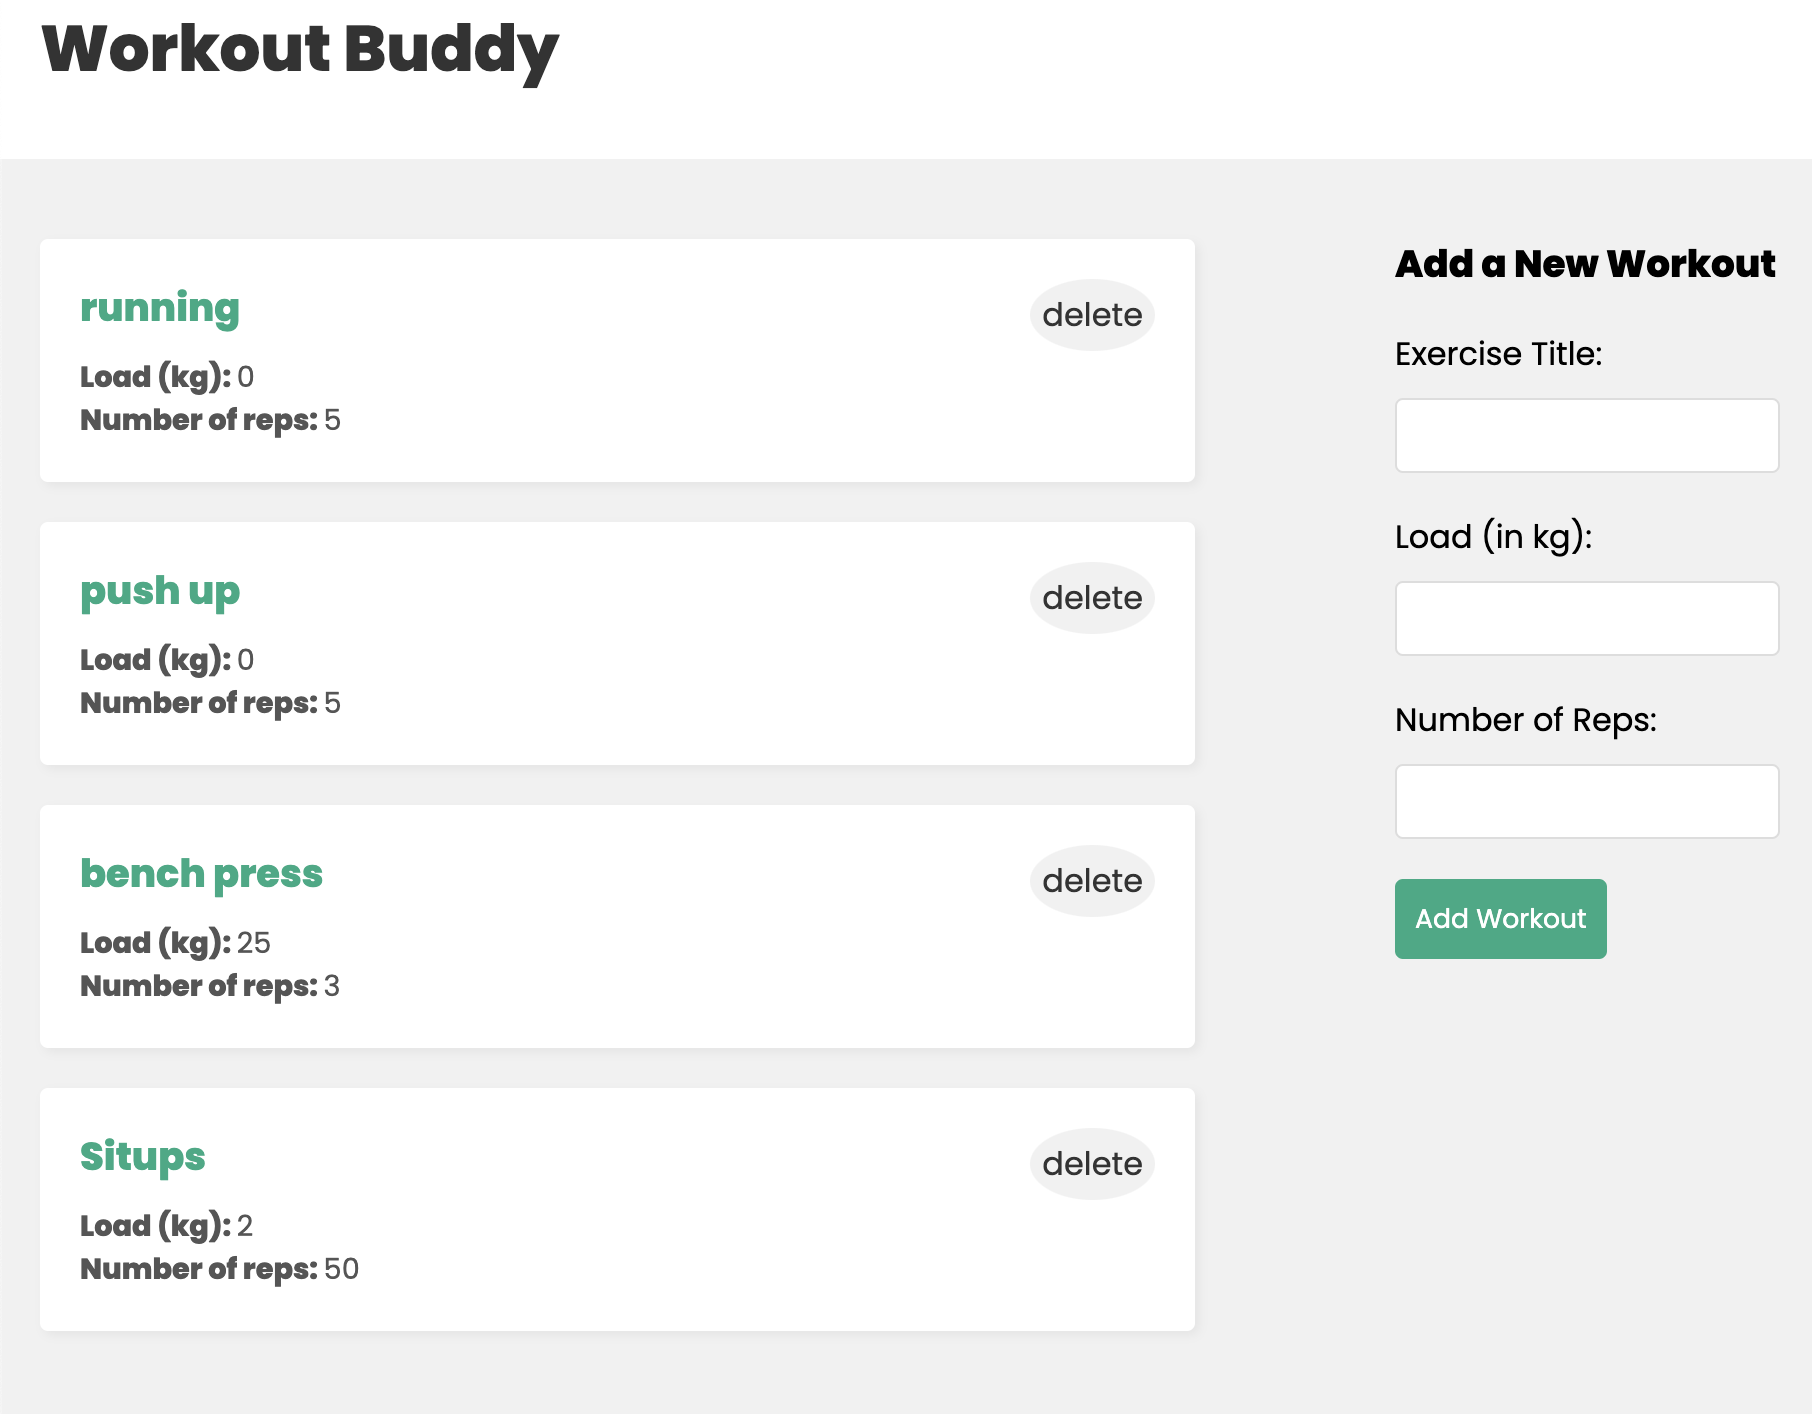 Workout Buddy
running
delete
Load (kg): 0
Number of reps: 5
push up
delete
Load (kg): 0
Number of reps: 5
bench press
delete
Load (kg): 25
Number of reps: 3
Situps
delete
Load (kg): 2
Number of reps: 50
Add a New Workout
Exercise Title:
Load (in kg):
Number of Reps:
Add Workout